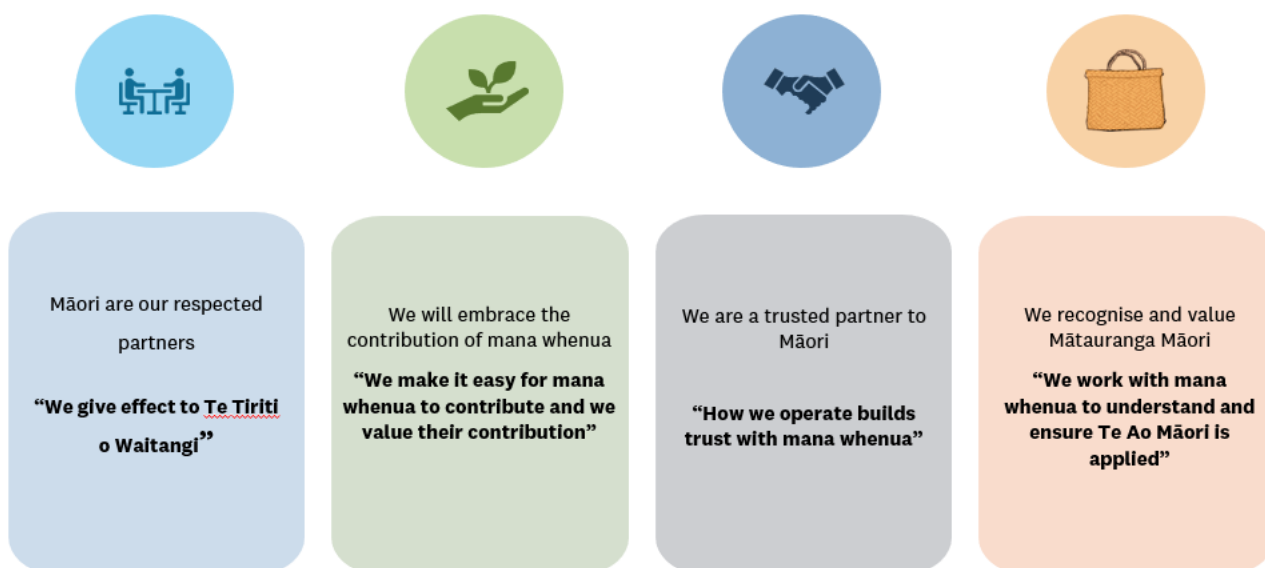 Māori are our respected
partners
“We give effect to Te Tiriti
o Waitangi”
We will embrace the
contribution of mana whenua
“We make it easy for mana
whenua to contribute and we
value their contribution”
We are a trusted partner to
Māori
“How we operate builds
trust with mana whenua”
We recognise and value
Mātauranga Māori
“We work with mana
whenua to understand and
ensure Te Ao Māori is
applied”